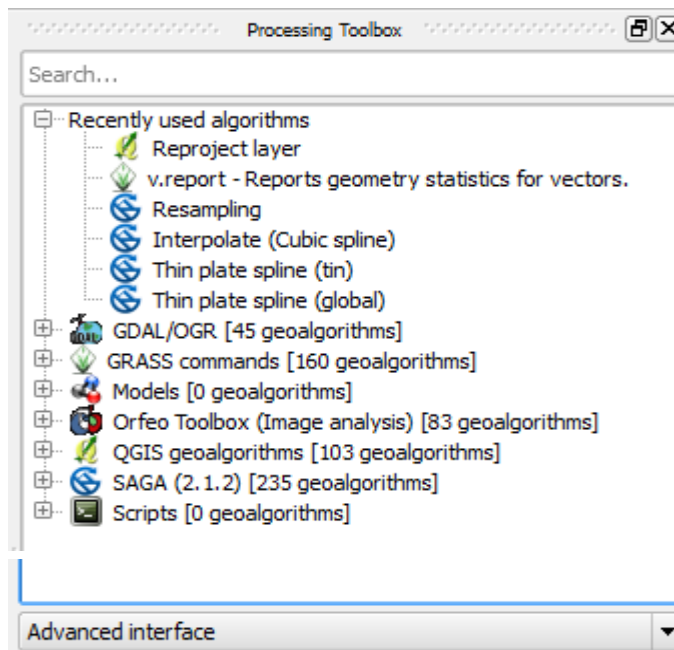 Processing Toolbox
Search...
Recently used algorithms
Reproject layer
v.report - Reports geometry statistics for vectors.
Resampling
Interpolate (Cubic spline)
Thin plate spline (tin)
Thin plate spline (global)
GDAL/OGR [45 geoalgorithms]
GRASS commands [160 geoalgorithms]
Models [0 geoalgorithms]
Orfeo Toolbox (Image analysis) [83 geoalgorithms]
QGIS geoalgorithms [103 geoalgorithms]
SAGA (2.1.2) [235 geoalgorithms]
Scripts [0 geoalgorithms]
Advanced interface